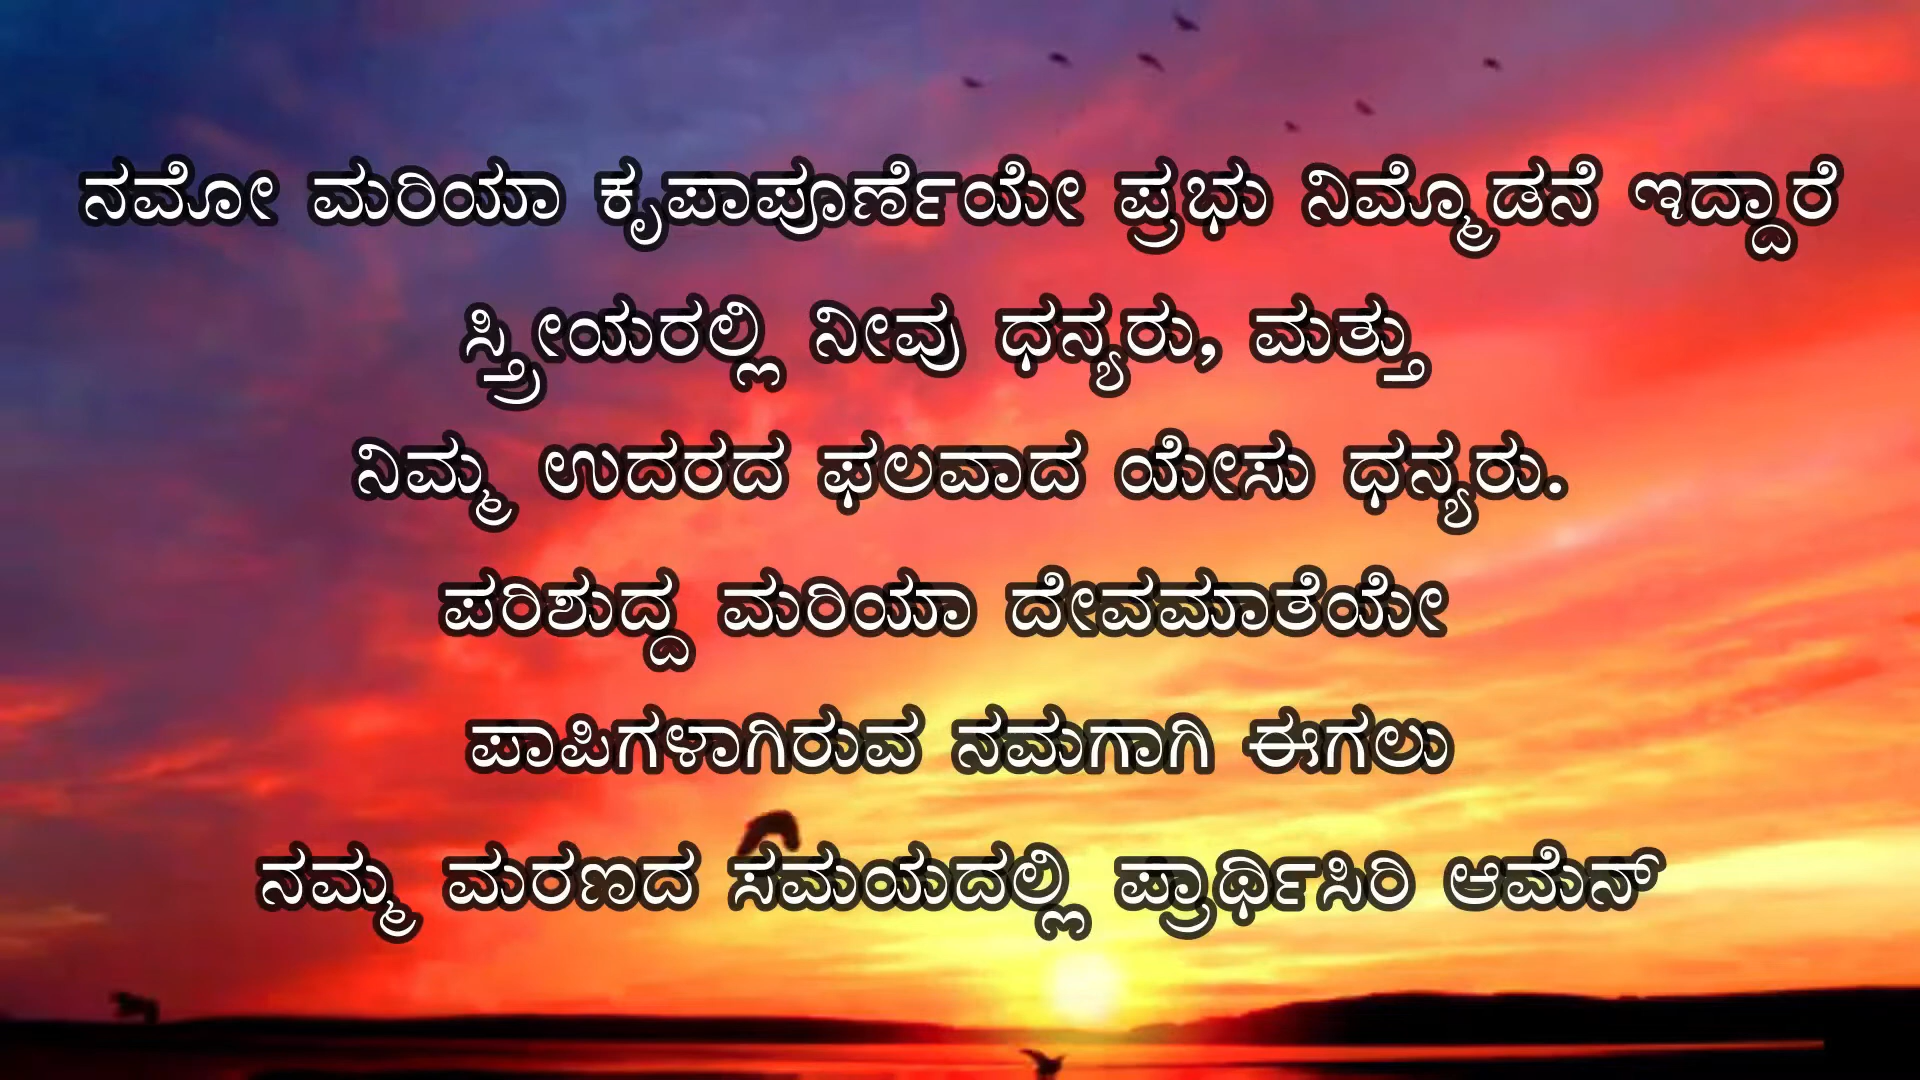 ನಮೋ ಮರಿಯಾ ಕೃಪಾಪೂರ್ಣೆಯೇ ಪ್ರಭು ನಿಮ್ಮೊಡನೆ ಇದ್ದಾರೆ
ಸ್ತ್ರೀಯರಲ್ಲಿ ನೀವು ಧನ್ಯರು, ಮತ್ತು
ನಿಮ್ಮ ಉದರದ ಫಲವಾದ ಯೇಸು ಧನ್ಯರು.
ಪರಿಶುದ್ದ ಮರಿಯಾ ದೇವಮಾತೆಯೇ
ಪಾಪಿಗಳಾಗಿರುವ ನಮಗಾಗಿ ಈಗಲು
ನಮ್ಮ ಮರಣದ ಸಮಯದಲ್ಲಿ ಪ್ರಾರ್ಥಿಸಿರಿ ಆಮೆನ್